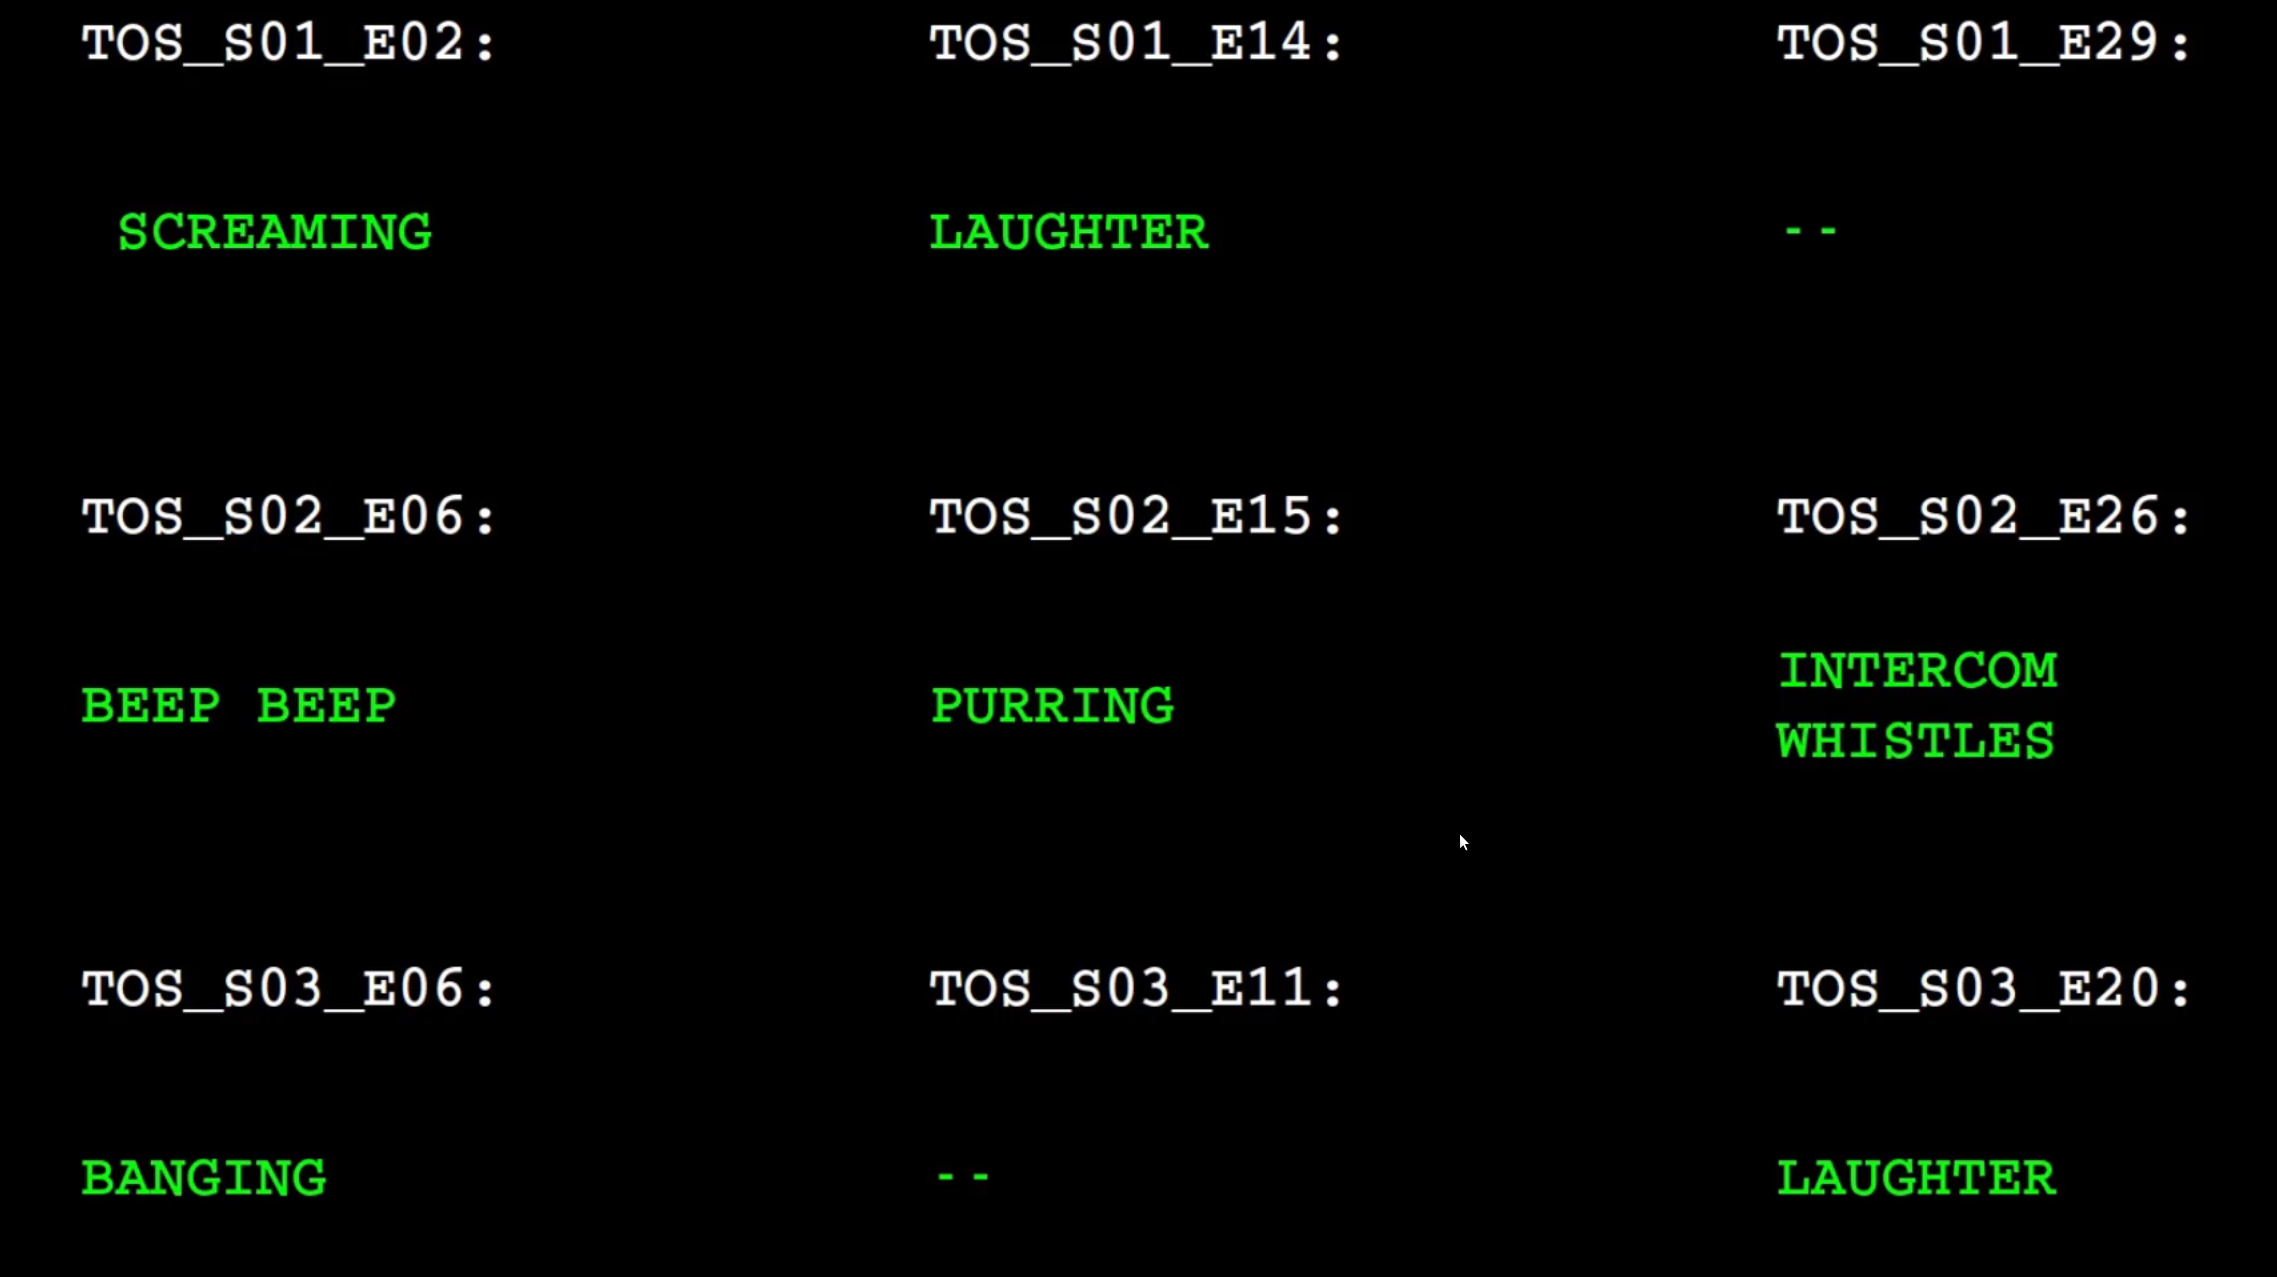 TOS_S01_E02:
SCREAMING
TOS_S01_E14:
LAUGHTER
TOS_S01_E29:
--
TOS_S02_E06:
BEEP BEEP
TOS_S02_E15:
PURRING
TOS_S02_E26:
INTERCOM
WHISTLES
TOS_S03_E06:
BANGING
TOS_S03_E11:
--
TOS_S03_E20:
LAUGHTER